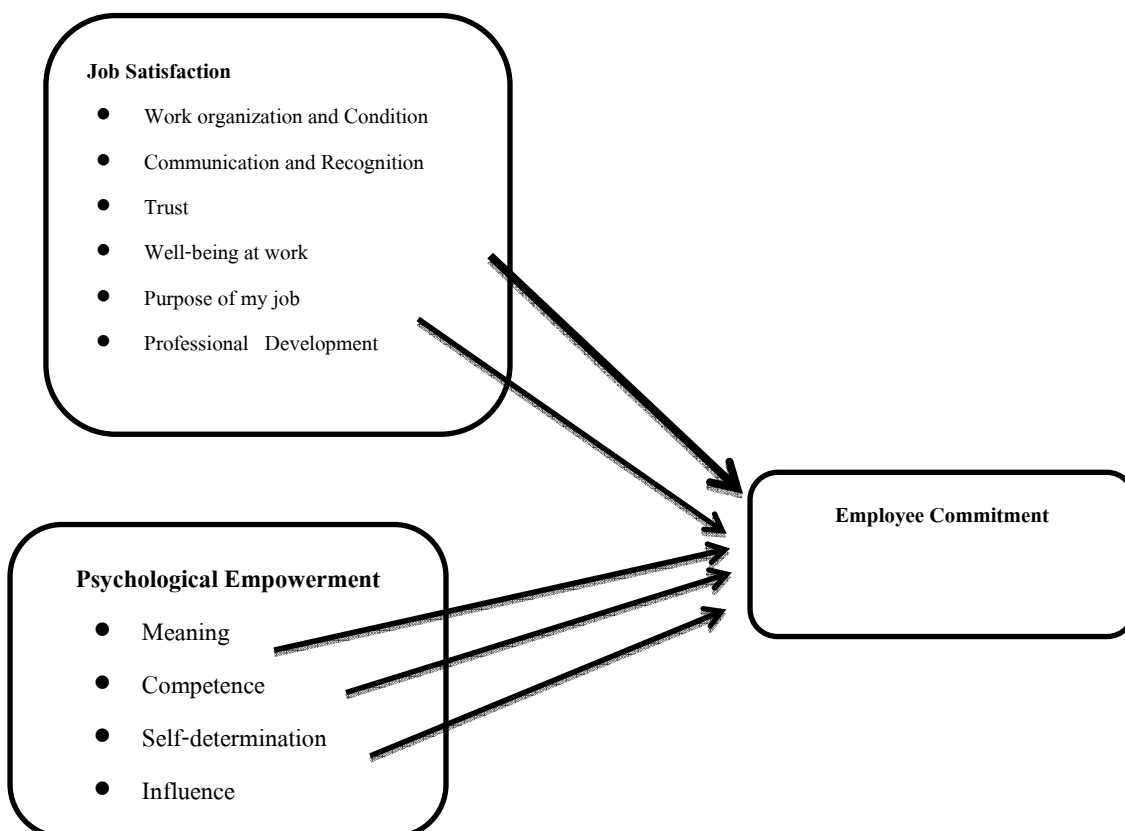 Job Satisfaction
● Work organization and Condition
● Communication and Recognition
● Trust
● Well-being at work
● Purpose of my job
● Professional Development
Employee Commitment
Psychological Empowerment
● Meaning
● Competence
● Self-determination
● Influence